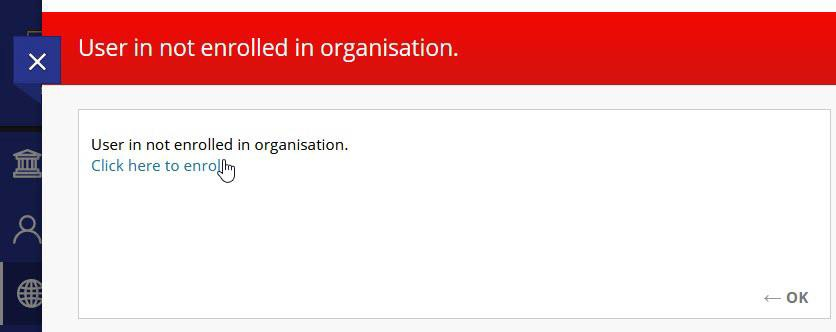 User in not enrolled in organisation.
User in not enrolled in organisation.
Click here to enroll
← OK